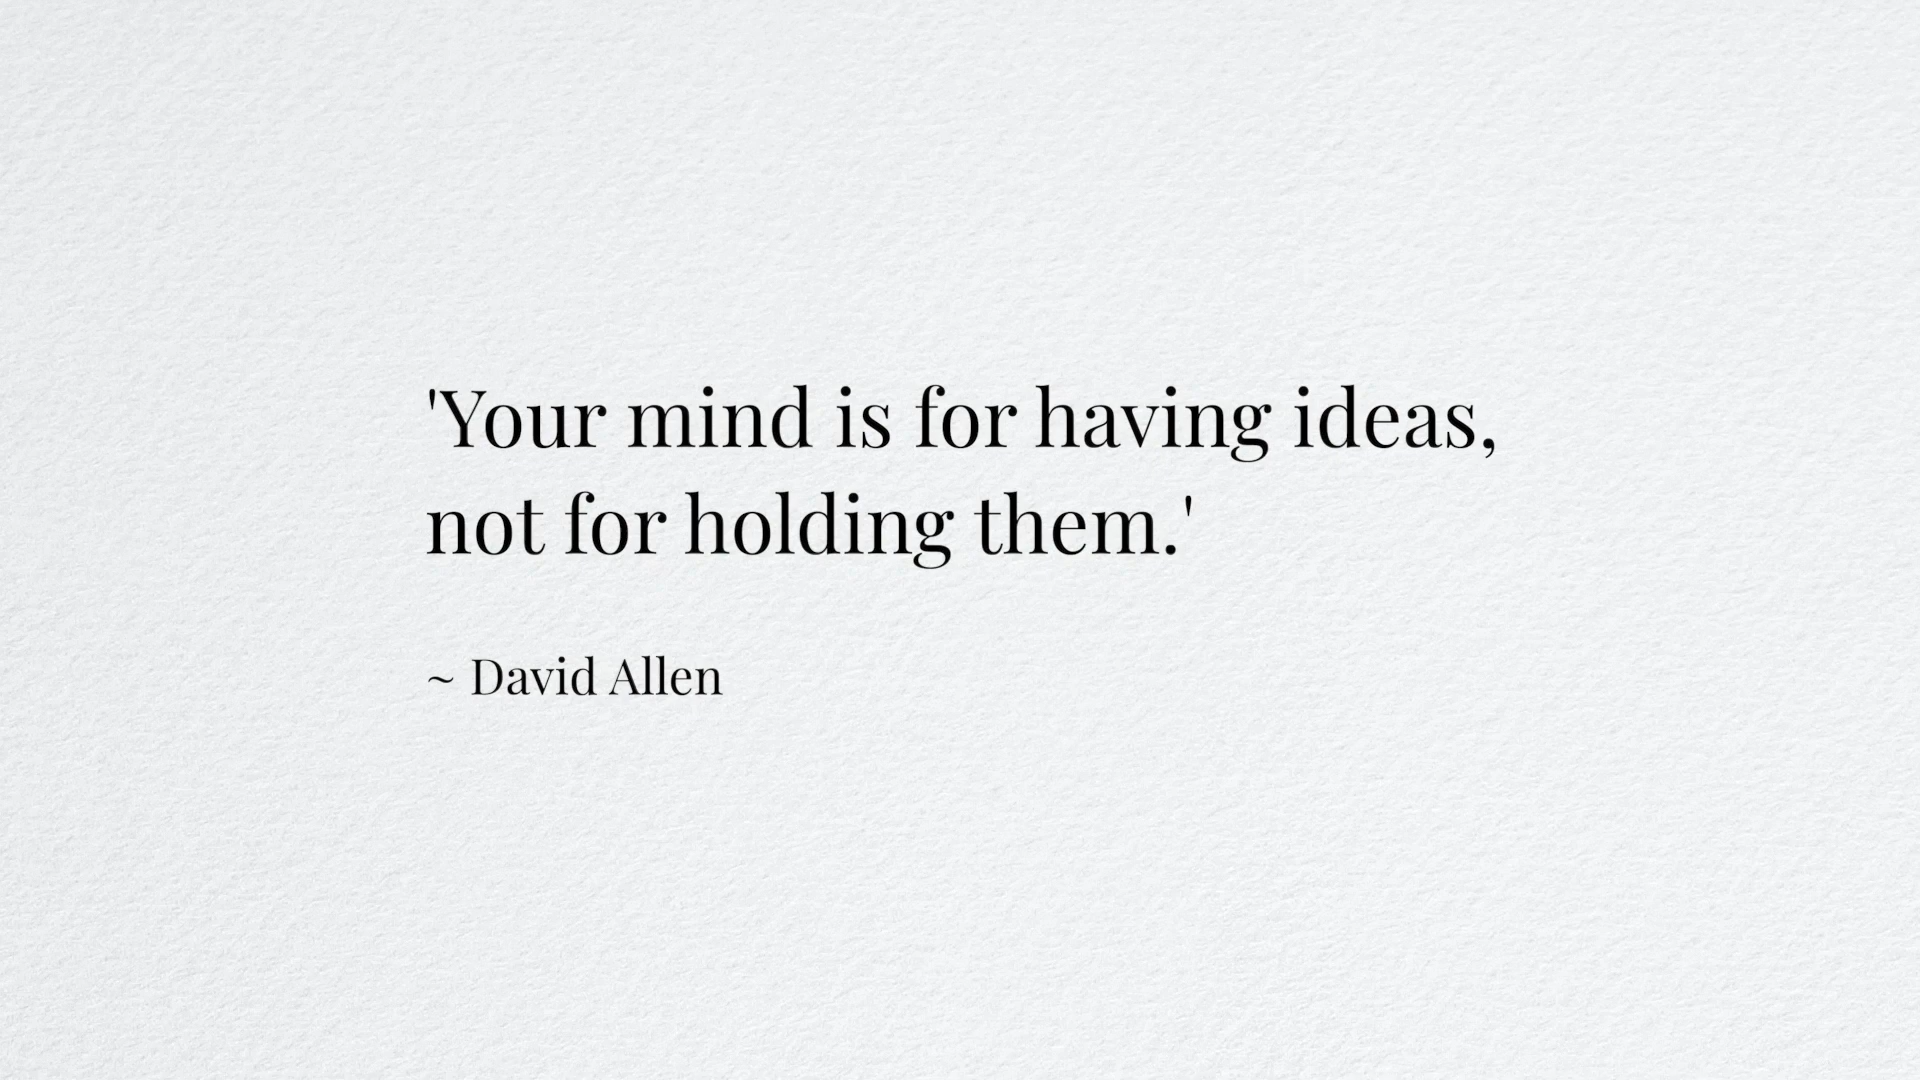 'Your mind is for having ideas,
not for holding them.'
~ David Allen